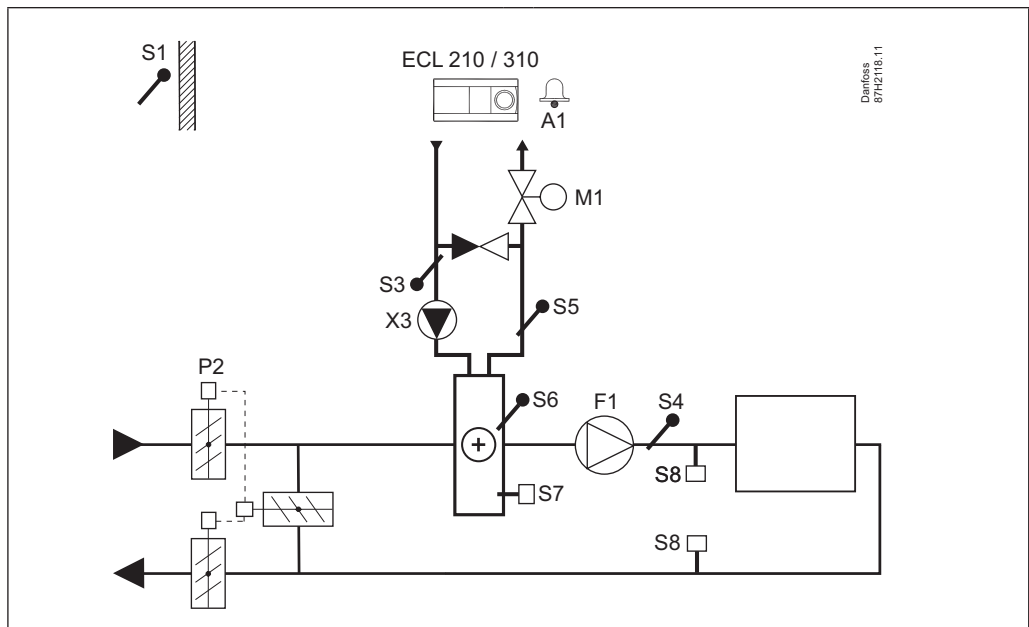 S1
ECL 210 / 310
A1
Danfoss
87H2118.11
M1
S3
S5
X3
P2
S6
F1
S4
S8
S7
S8